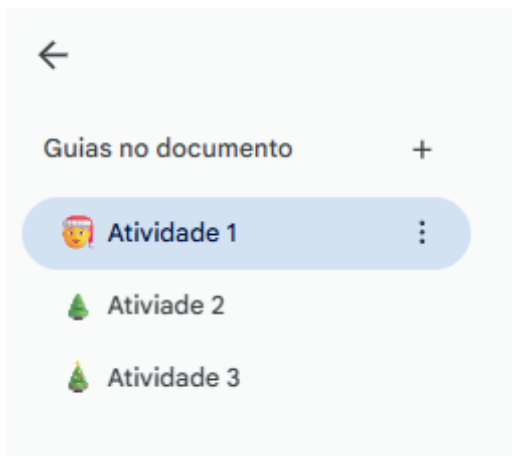 Guias no documento
Atividade 1
Ativiade 2
Atividade 3